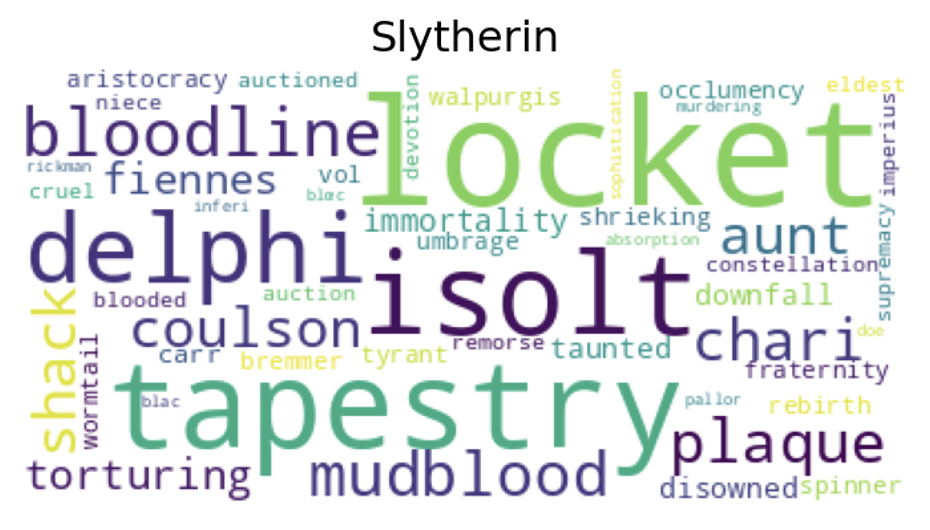 Slytherin
aristocracy auctioned
niece
devotion
walpurgis
sophistication
occlumency
murdering
eldest
bloodline
locket
imperius
rickman
cruel
fiennes
vol
blœc
inferi
immortality
shrieking
umbrage
absorption
aunt
supremacy
delphi
isolt
constellation
blooded
auction
downfall
shack
wormtail
coulson
carr
bremmer
tyrant
remorse
taunted
chari
doe
fraternity
tapestry
blac
pallor
rebirth
plaque
torturing
mudblood
disowned
spinner